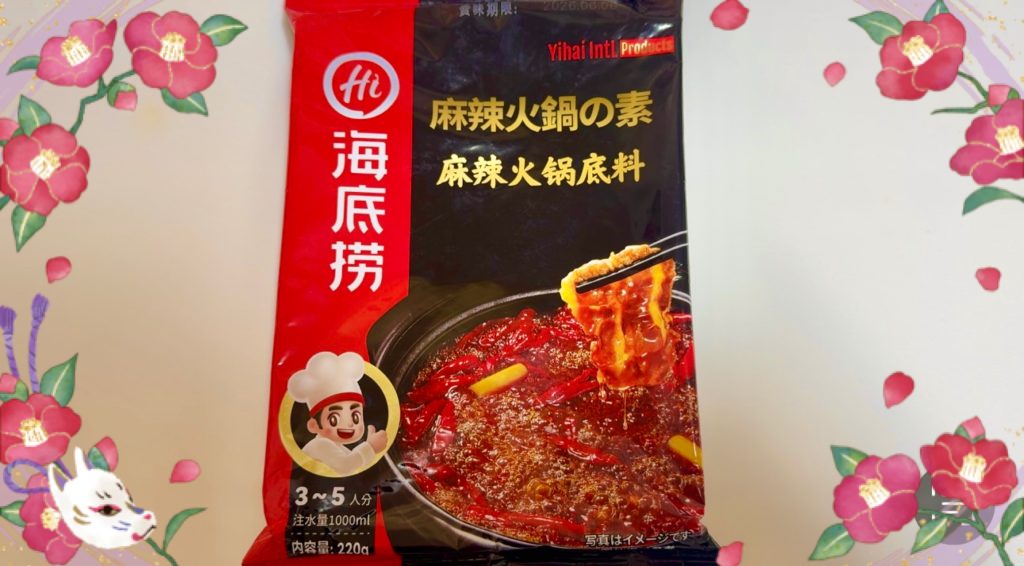 賞味期限:
Yihai Intl Products
Hi
海底捞
麻辣火鍋の素
麻辣火锅底料
3～5人分
注水量1000ml
内容量: 220g
写真はイメージです